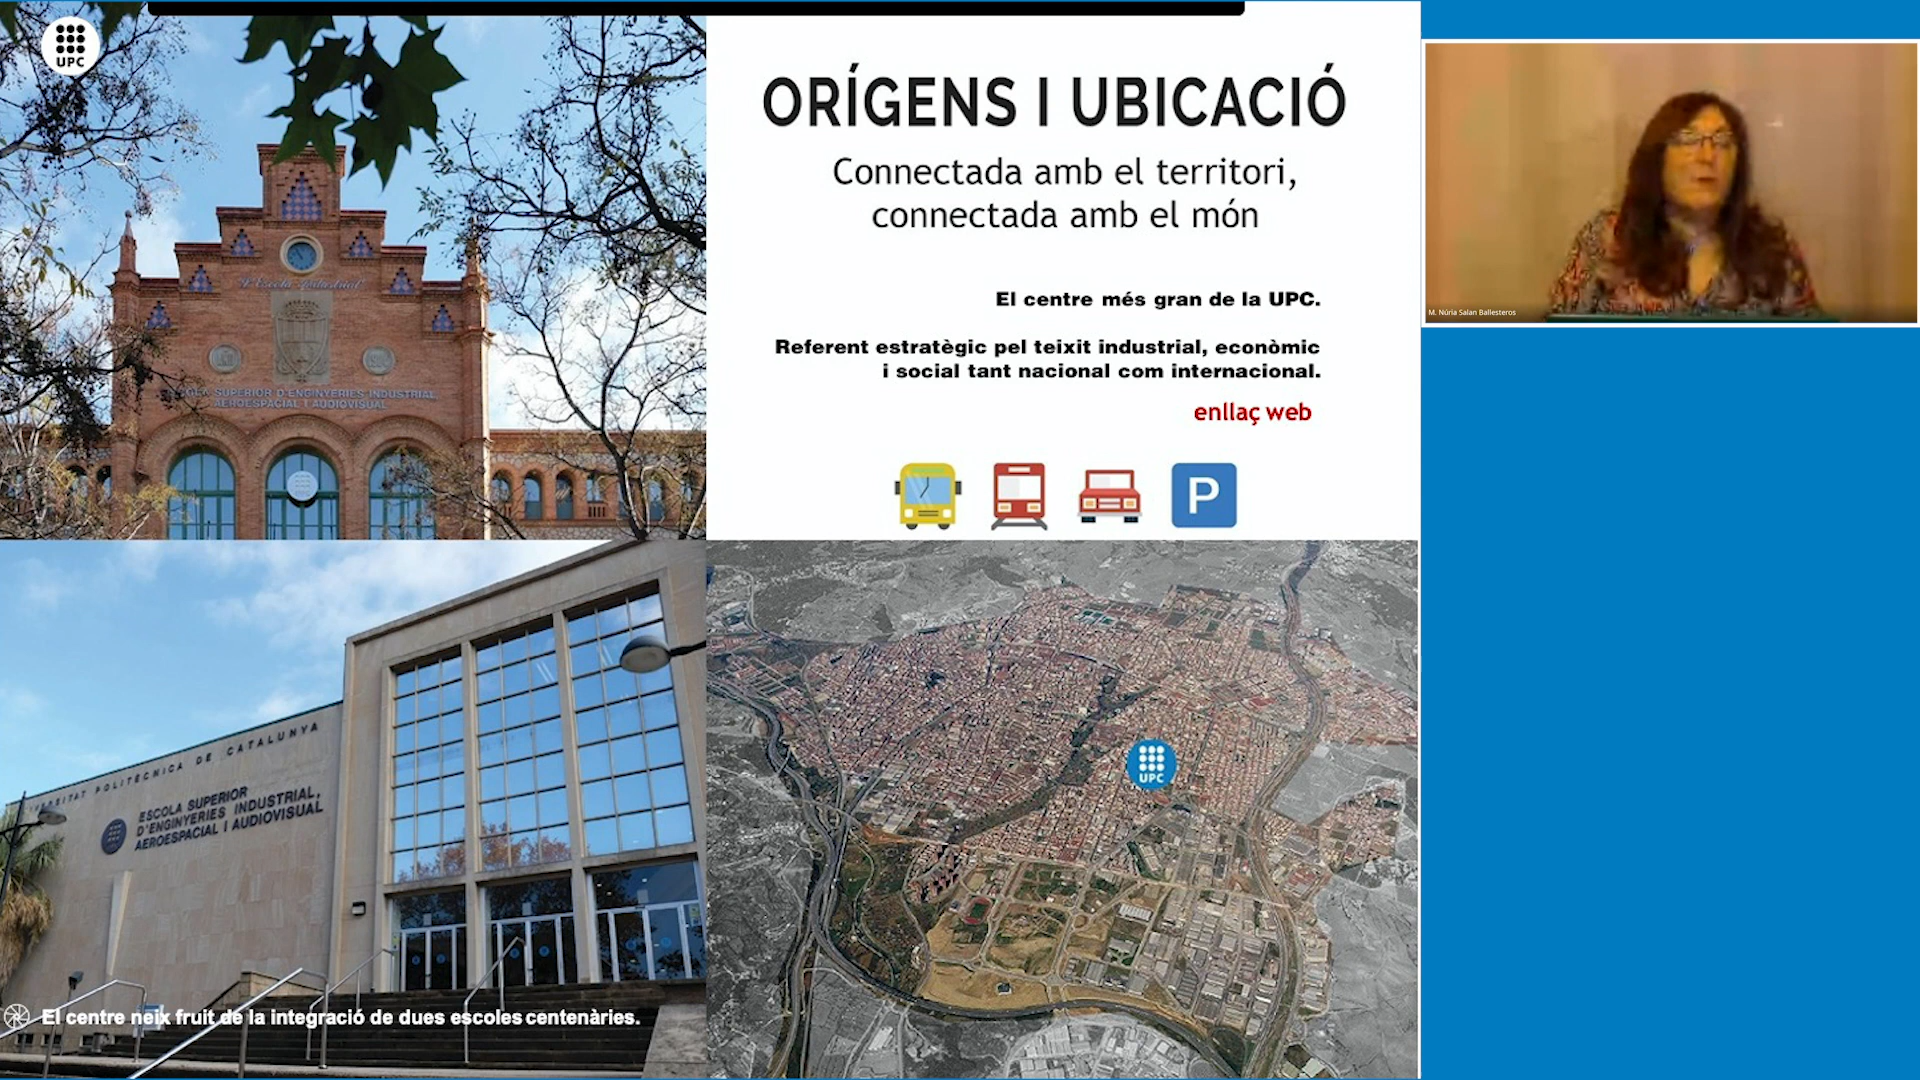 UPC
L'Escola Industrial
ESCOLA SUPERIOR D'ENGINYERIES INDUSTRIAL,
AEROESPACIAL I AUDIOVISUAL
ORÍGENS I UBICACIÓ
Connectada amb el territori,
connectada amb el món
El centre més gran de la UPC.
Referent estratègic pel teixit industrial, econòmic
i social tant nacional com internacional.
enllaç web
P
M. Núria Salan Ballesteros
UNIVERSITAT POLITÈCNICA DE CATALUNYA
ESCOLA SUPERIOR
D'ENGINYERIES INDUSTRIAL,
AEROESPACIAL I AUDIOVISUAL
El centre neix fruit de la integració de dues escoles centenàries.
UPC